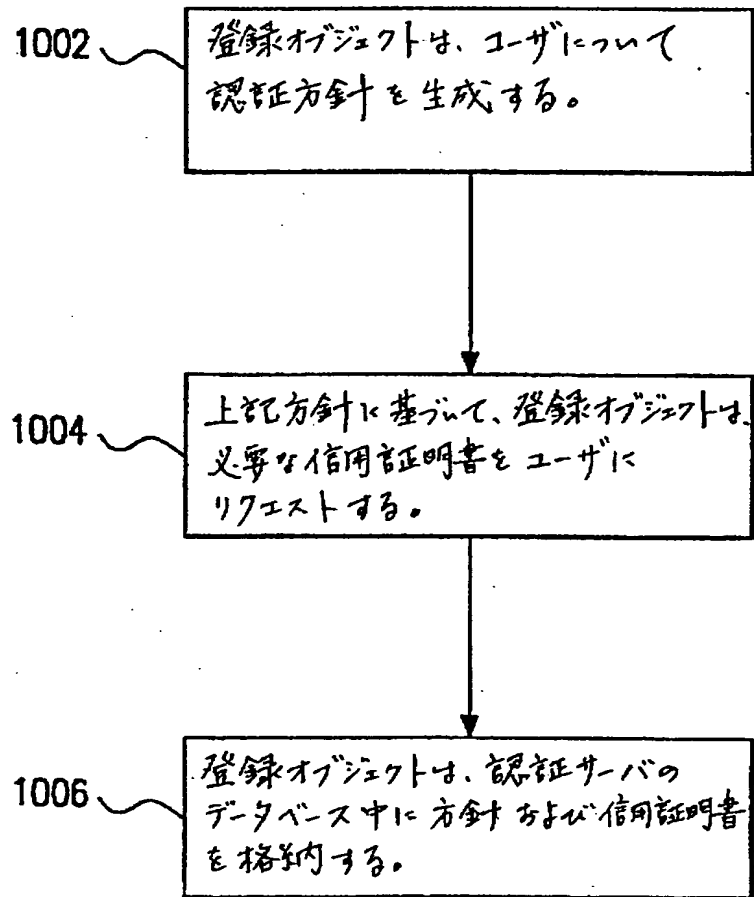 1002
登録オブジェクトは、ユーザについて
認証方針を生成する。
1004
上記方針に基づいて、登録オブジェクトは、
必要な信用証明書をユーザに
リクエストする。
1006
登録オブジェクトは、認証サーバの
データベース中に方針および信用証明書
を格納する。